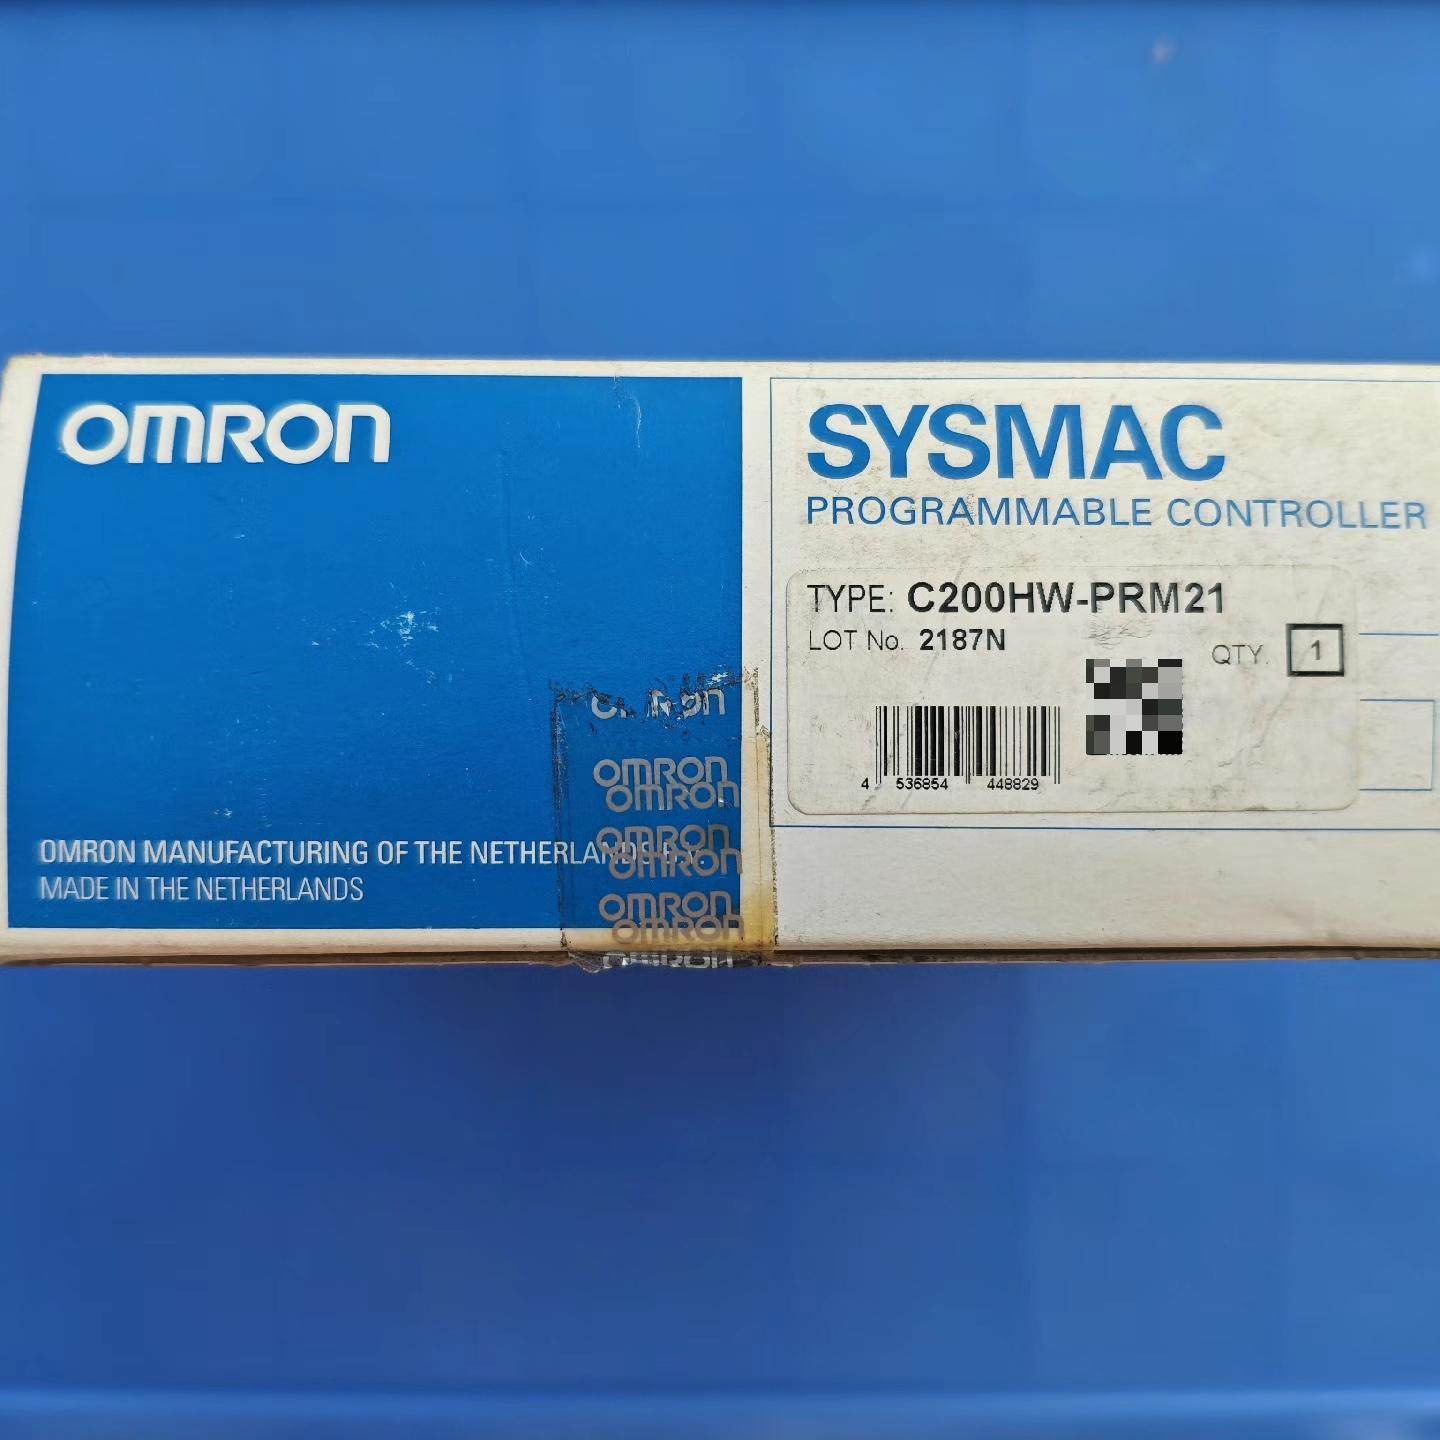 OMRON
OMRON MANUFACTURING OF THE NETHERLANDS B.V.
MADE IN THE NETHERLANDS
OMRON
OMRON
OMRON
OMRON
OMRON
OMRON
OMRON
SYSMAC
PROGRAMMABLE CONTROLLER
TYPE: C200HW-PRM21
LOT No. 2187N
QTY. 1
4 536854 448829